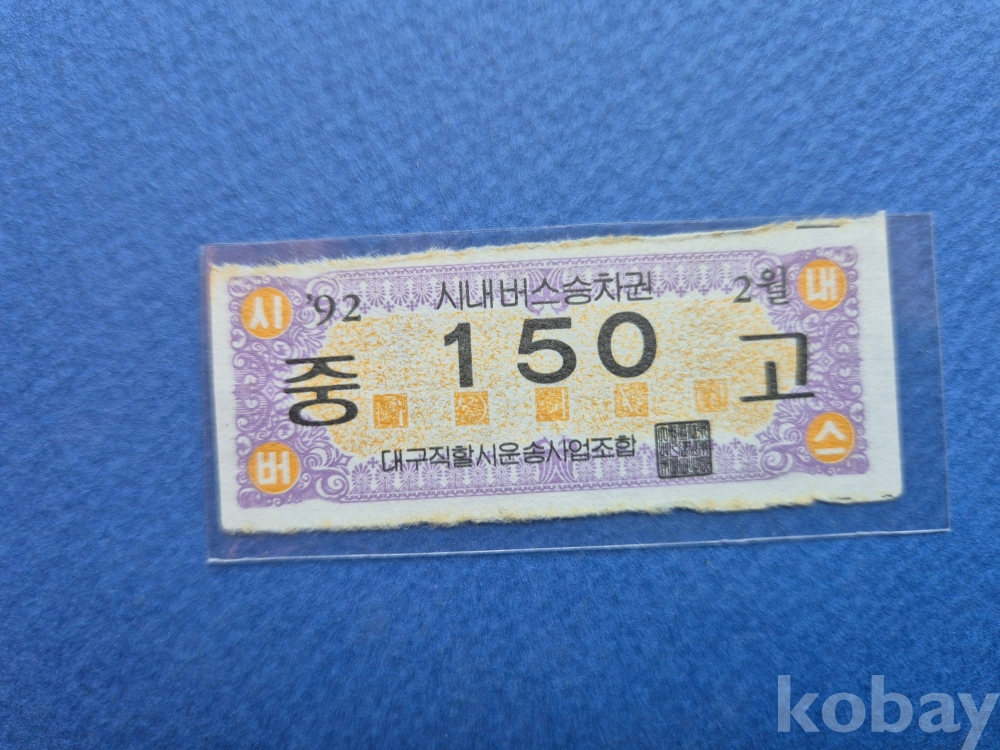 시 '92 시내버스승차권 2월 내
중 150 고
버 대구직할시운송사업조합 스
kobay